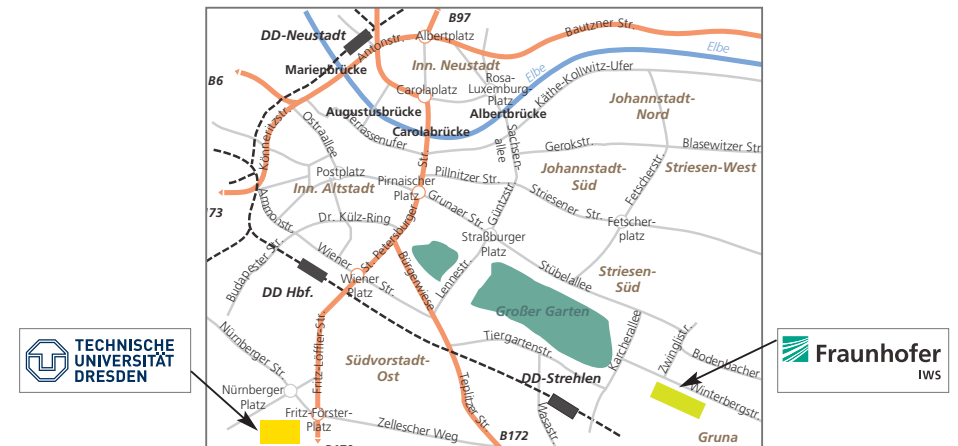 B97
DD-Neustadt
Antonstr.
Albertplatz
Bautzner Str.
Elbe
Marienbrücke
Inn. Neustadt
Elbe
B6
Rosa-
Luxemburg-
Platz
Käthe-Kollwitz-Ufer
Carolaplatz
Johannstadt-
Nord
Augustusbrücke
Albertbrücke
Könneritzstr.
Ostraallee
Terrassenufer
Carolabrücke
Sachsen-
allee
Gerokstr.
Blasewitzer Str.
Postplatz
Pillnitzer Str.
Johannstadt-
Süd
Fetscherstr.
Striesen-West
Inn. Altstadt
Pirnaischer
Platz
Striesener Str.
Ammonstr.
Grunaer Str.
Güntzstr.
73
Dr. Külz-Ring
Fetscher-
platz
St. Petersburger
Str.
Straßburger
Platz
Budapester Str.
Wiener
Str.
Bürgerwiese
Lennestr.
Stübelallee
Striesen-
Süd
DD Hbf.
Wiener
Platz
Großer Garten
Nürnberger Str.
Fritz-Löffler-Str.
Tiergartenstr.
Karcherallee
Zwinglistr.
TECHNISCHE
UNIVERSITÄT
DRESDEN
Fraunhofer
IWS
Südvorstadt-
Ost
Bodenbacher
DD-Strehlen
Teplitzer Str.
Winterbergstr.
Nürnberger
Platz
Fritz-Förster-
Platz
Zellescher Weg
Wasastr.
B172
Gruna